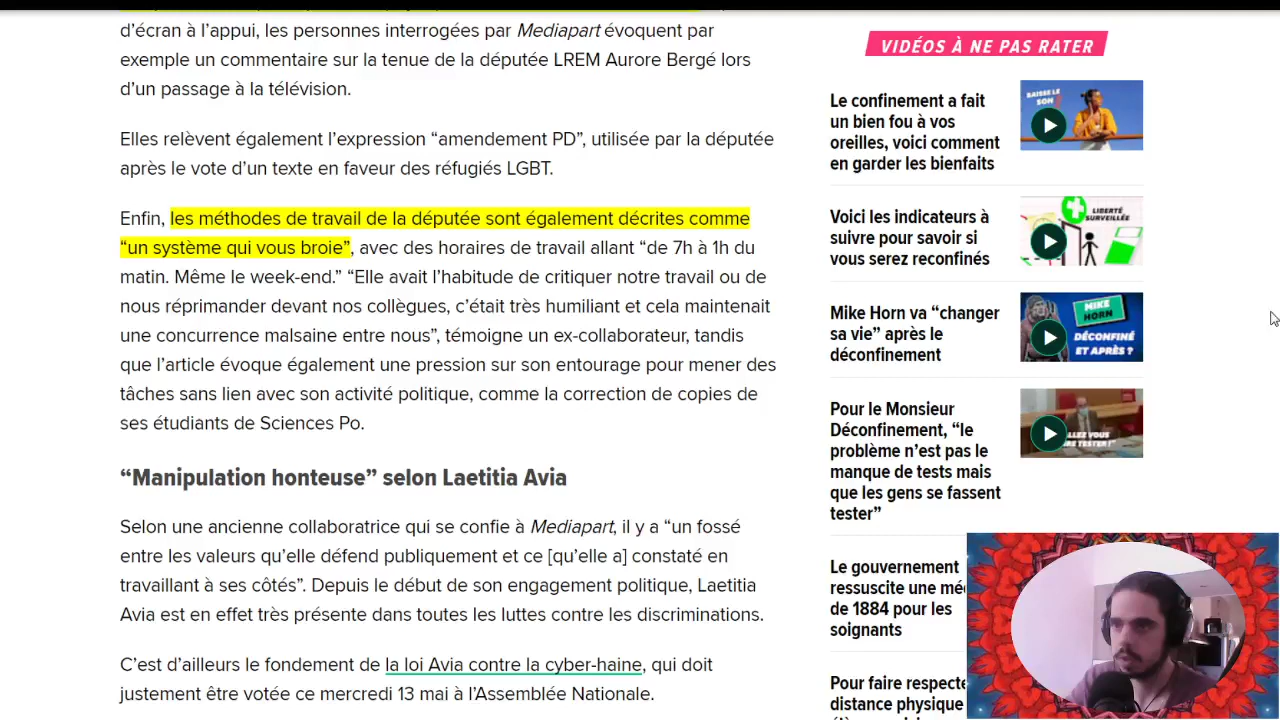 d'écran à l'appui, les personnes interrogées par Mediapart évoquent par
exemple un commentaire sur la tenue de la députée LREM Aurore Bergé lors
d'un passage à la télévision.
Elles relèvent également l'expression “amendement PD”, utilisée par la députée
après le vote d'un texte en faveur des réfugiés LGBT.
Enfin, les méthodes de travail de la députée sont également décrites comme
“un système qui vous broie”, avec des horaires de travail allant “de 7h à 1h du
matin. Même le week-end.” “Elle avait l'habitude de critiquer notre travail ou de
nous réprimander devant nos collègues, c'était très humiliant et cela maintenait
une concurrence malsaine entre nous”, témoigne un ex-collaborateur, tandis
que l'article évoque également une pression sur son entourage pour mener des
tâches sans lien avec son activité politique, comme la correction de copies de
ses étudiants de Sciences Po.
“Manipulation honteuse” selon Laetitia Avia
Selon une ancienne collaboratrice qui se confie à Mediapart, il y a “un fossé
entre les valeurs qu'elle défend publiquement et ce [qu'elle a] constaté en
travaillant à ses côtés”. Depuis le début de son engagement politique, Laetitia
Avia est en effet très présente dans toutes les luttes contre les discriminations.
C'est d'ailleurs le fondement de la loi Avia contre la cyber-haine, qui doit
justement être votée ce mercredi 13 mai à l'Assemblée Nationale.
VIDÉOS À NE PAS RATER
Le confinement a fait
un bien fou à vos
oreilles, voici comment
en garder les bienfaits
BAISSE LE
SON
Voici les indicateurs à
suivre pour savoir si
vous serez reconfinés
LIBERTÉ
SURVEILLÉE
Mike Horn va “changer
sa vie” après le
déconfinement
MIKE
HORN
DÉCONFINÉ
ET APRÈS ?
Pour le Monsieur
Déconfinement, “le
problème n'est pas le
manque de tests mais
que les gens se fassent
tester”
ALLEZ VOUS
TESTER !"
Le gouvernement
ressuscite une mé
de 1884 pour les
soignants
Pour faire respecte
distance physique